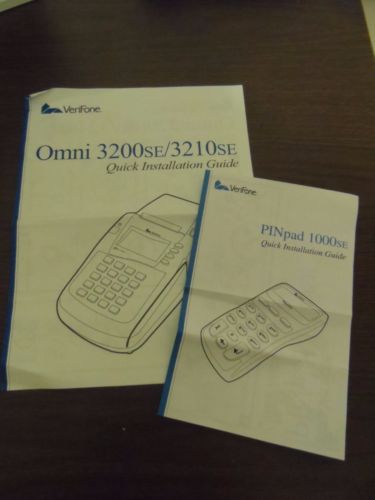 VeriFone.
Omni 3200SE/3210SE
Quick Installation Guide
VeriFone.
PINpad 1000SE
Quick Installation Guide